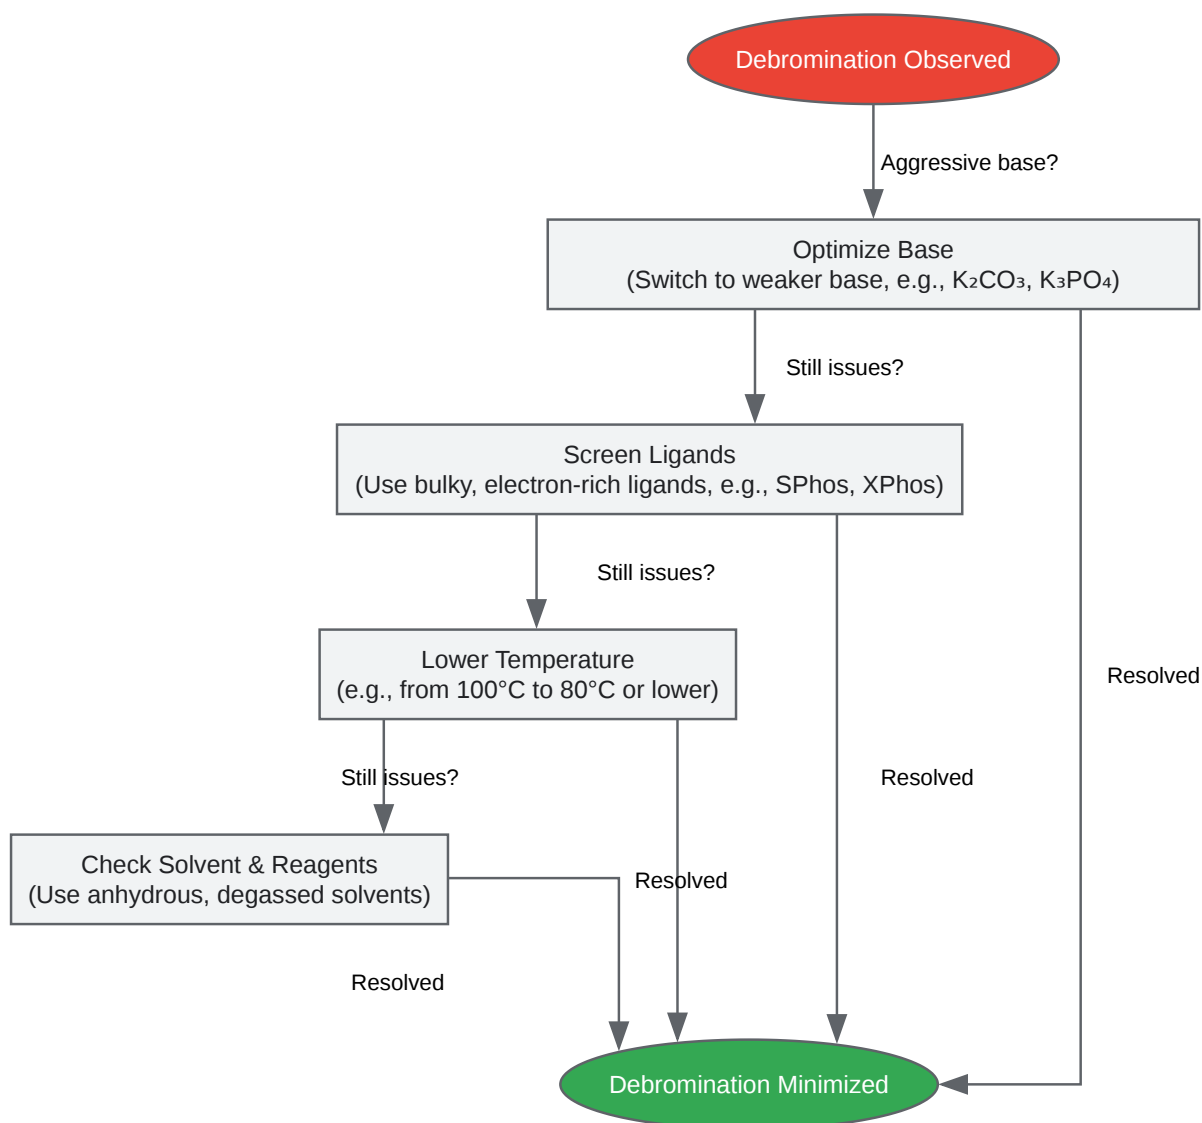 Debromination Observed
Aggressive base?
Optimize Base
(Switch to weaker base, e.g., K₂CO₃, K₃PO₄)
Still issues?
Screen Ligands
(Use bulky, electron-rich ligands, e.g., SPhos, XPhos)
Still issues?
Lower Temperature
(e.g., from 100°C to 80°C or lower)
Resolved
Still issues?
Resolved
Check Solvent & Reagents
(Use anhydrous, degassed solvents)
Resolved
Resolved
Debromination Minimized